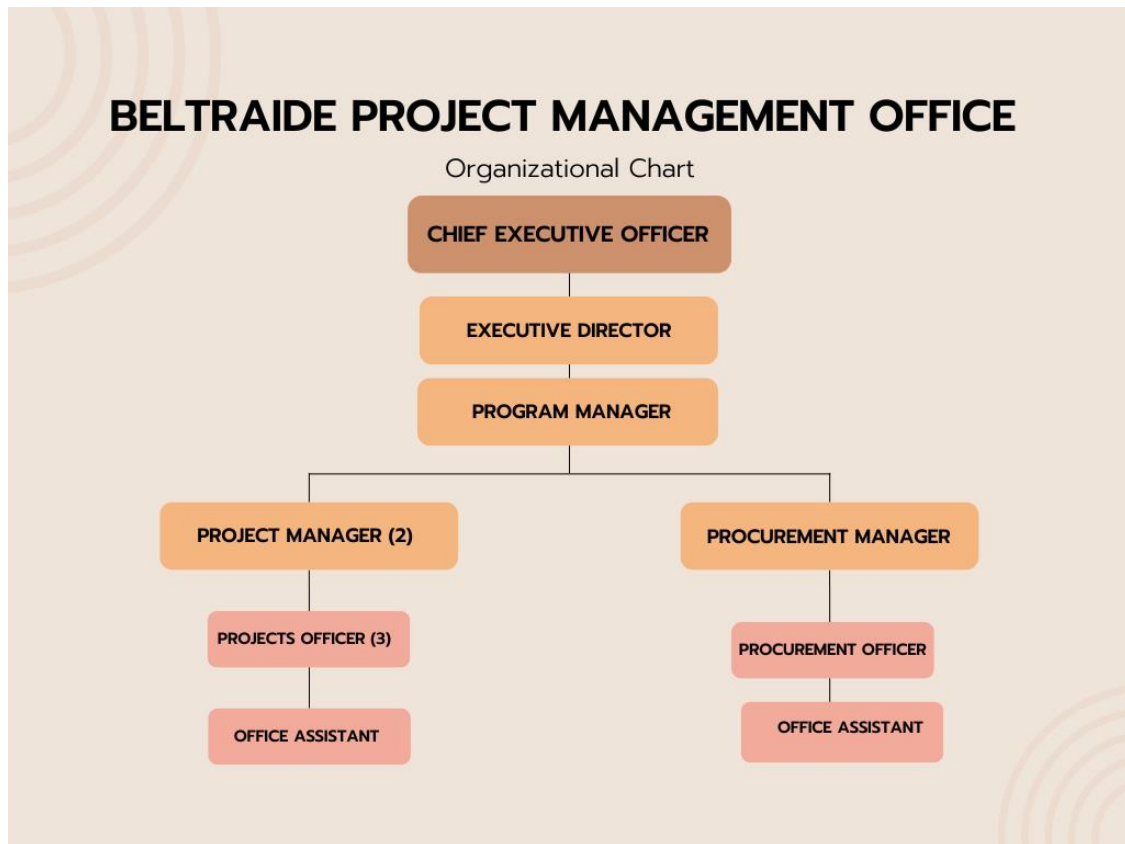 BELTRAIDE PROJECT MANAGEMENT OFFICE
Organizational Chart
CHIEF EXECUTIVE OFFICER
EXECUTIVE DIRECTOR
PROGRAM MANAGER
PROJECT MANAGER (2)
PROCUREMENT MANAGER
PROJECTS OFFICER (3)
PROCUREMENT OFFICER
OFFICE ASSISTANT
OFFICE ASSISTANT